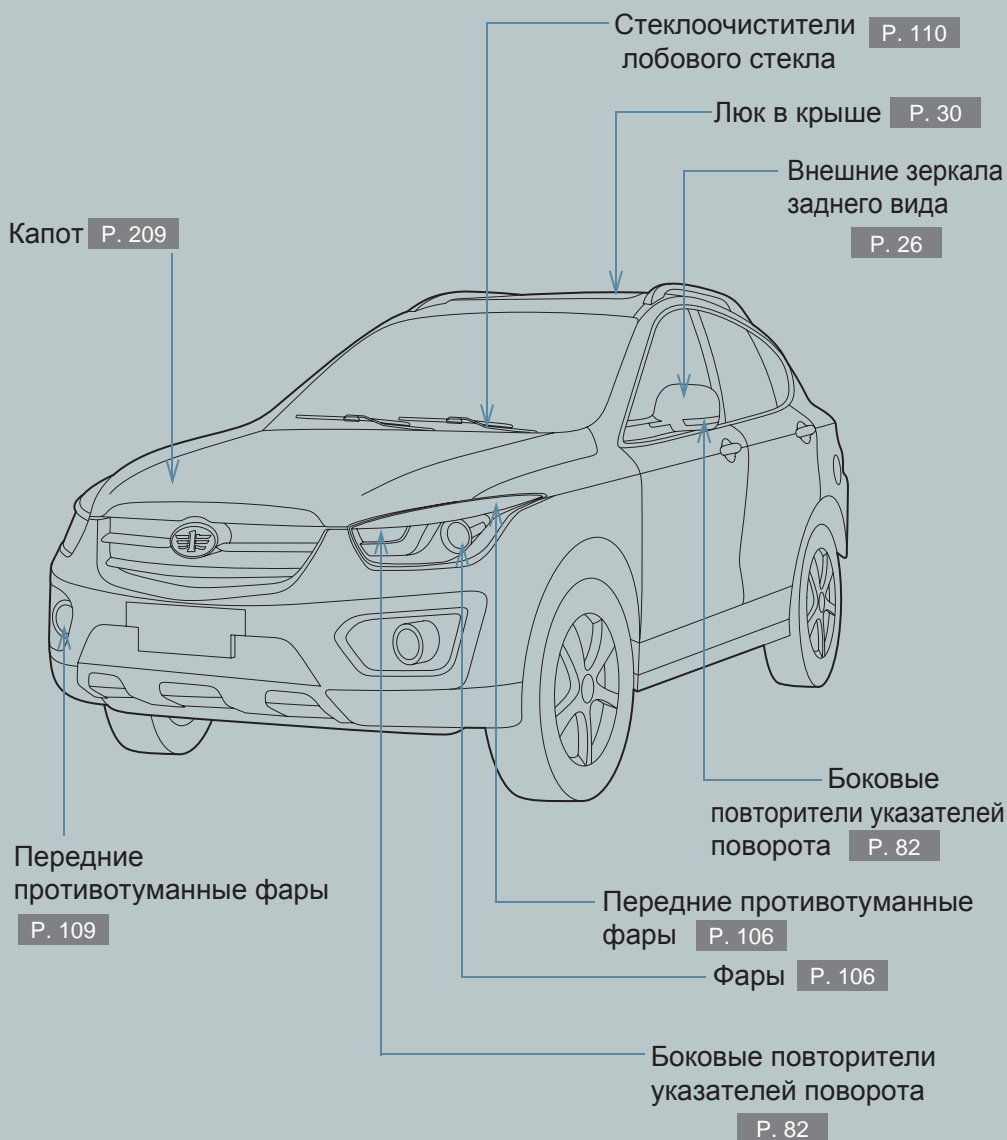 Стеклоочистители P. 110
лобового стекла
Люк в крыше P. 30
Внешние зеркала
заднего вида
P. 26
Капот P. 209
Боковые
повторители указателей
поворота P. 82
Передние
противотуманные фары
P. 109
Передние противотуманные
фары P. 106
Фары P. 106
Боковые повторители
указателей поворота
P. 82